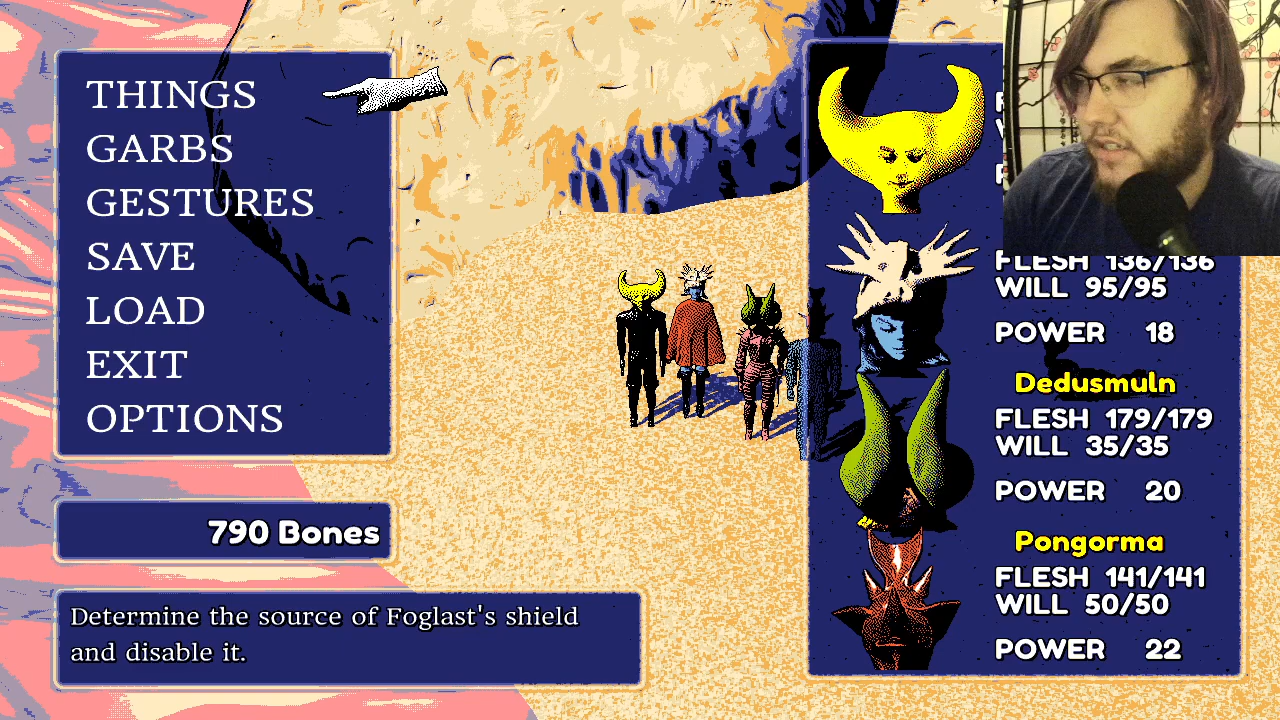 THINGS
GARBS
GESTURES
SAVE
LOAD
EXIT
OPTIONS
790 Bones
Determine the source of Foglast's shield
and disable it.
FLESH 136/136
WILL 95/95
POWER 18
Dedusmuln
FLESH 179/179
WILL 35/35
POWER 20
Pongorma
FLESH 141/141
WILL 50/50
POWER 22